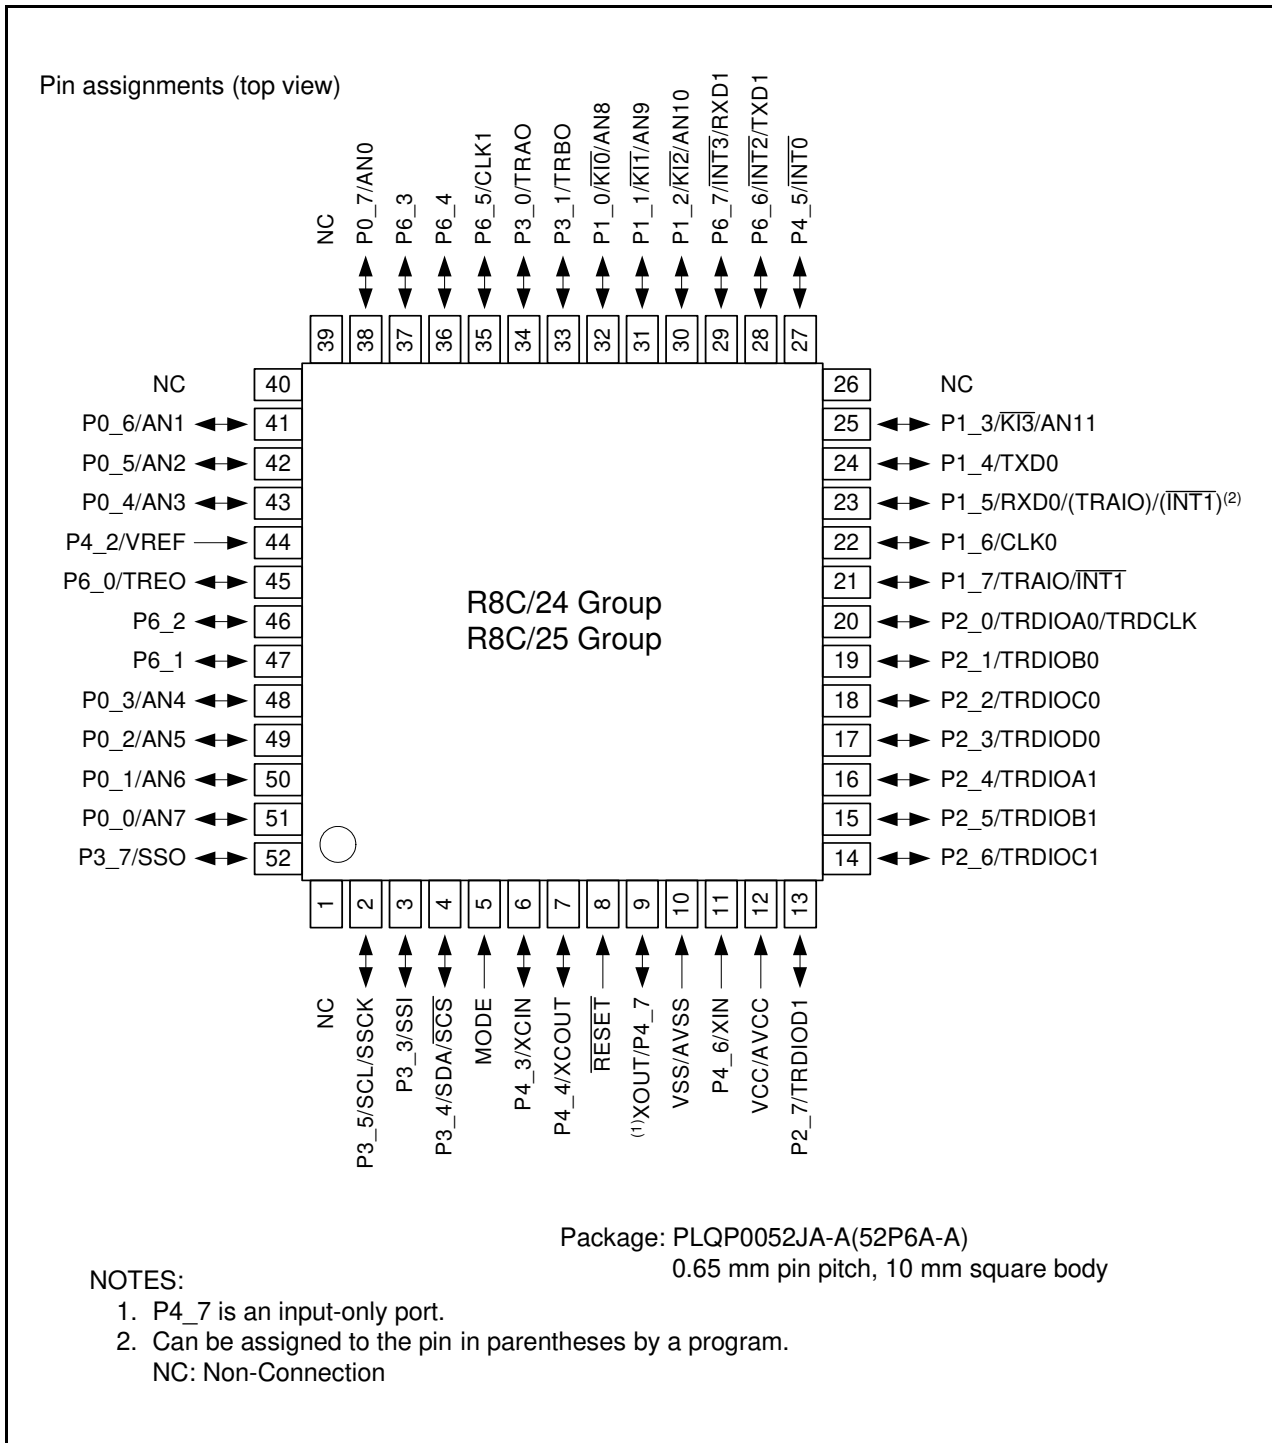 Pin assignments (top view)
NC
P0_7/AN0
P6_3
P6_4
P6_5/CLK1
P3_0/TRAO
P3_1/TRBO
P1_0/KI0/AN8
P1_1/KI1/AN9
P1_2/KI2/AN10
P6_7/INT3/RXD1
P6_6/INT2/TXD1
P4_5/INT0
39
38
37
36
35
34
33
32
31
30
29
28
27
NC 40
P0_6/AN1 41
P0_5/AN2 42
P0_4/AN3 43
P4_2/VREF 44
P6_0/TREO 45
P6_2 46
P6_1 47
P0_3/AN4 48
P0_2/AN5 49
P0_1/AN6 50
P0_0/AN7 51
P3_7/SSO 52
R8C/24 Group
R8C/25 Group
26 NC
25 P1_3/KI3/AN11
24 P1_4/TXD0
23 P1_5/RXD0/(TRAIO)/(INT1)(2)
22 P1_6/CLK0
21 P1_7/TRAIO/INT1
20 P2_0/TRDIOA0/TRDCLK
19 P2_1/TRDIOB0
18 P2_2/TRDIOC0
17 P2_3/TRDIOD0
16 P2_4/TRDIOA1
15 P2_5/TRDIOB1
14 P2_6/TRDIOC1
1
2
3
4
5
6
7
8
9
10
11
12
13
NC
P3_5/SCL/SSCK
P3_3/SSI
P3_4/SDA/SCS
MODE
P4_3/XCIN
P4_4/XCOUT
RESET
(1)XOUT/P4_7
VSS/AVSS
P4_6/XIN
VCC/AVCC
P2_7/TRDIOD1
Package: PLQP0052JA-A(52P6A-A)
0.65 mm pin pitch, 10 mm square body
NOTES:
1. P4_7 is an input-only port.
2. Can be assigned to the pin in parentheses by a program.
NC: Non-Connection